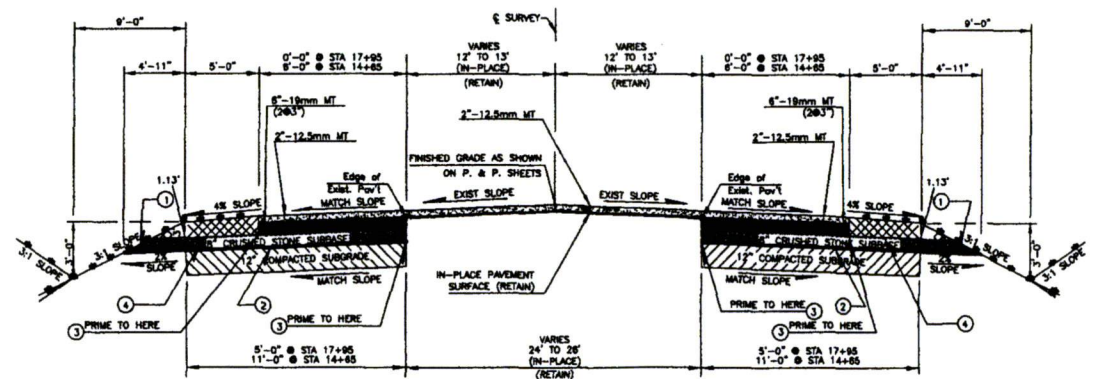 ℄ SURVEY
9'-0"
9'-0"
VARIES
12' TO 13'
(IN-PLACE)
(RETAIN)
VARIES
12' TO 13'
(IN-PLACE)
(RETAIN)
4'-11"
5'-0"
0'-0" @ STA 17+95
6'-0" @ STA 14+65
0'-0" @ STA 17+95
6'-0" @ STA 14+65
5'-0"
4'-11"
6"-19mm MT
(2@3")
2"-12.5mm MT
2"-12.5mm MT
6"-19mm MT
(2@3")
2"-12.5mm MT
FINISHED GRADE AS SHOWN
ON P. & P. SHEETS
Edge of
Exist. Pav't
Edge of
Exist. Pav't
1.13'
1
4% SLOPE
MATCH SLOPE
EXIST SLOPE
EXIST SLOPE
MATCH SLOPE
4% SLOPE
1.13'
1
3:1 SLOPE
3:1 SLOPE
3'-0"
6" CRUSHED STONE SUBBASE
12" COMPACTED SUBGRADE
SLOPE
MATCH SLOPE
6" CRUSHED STONE SUBBASE
12" COMPACTED SUBGRADE
SLOPE
MATCH SLOPE
3'-0"
3:1 SLOPE
3:1 SLOPE
IN-PLACE PAVEMENT
SURFACE (RETAIN)
4
2
3
PRIME TO HERE
3
PRIME TO HERE
PRIME TO HERE
3
2
4
3
PRIME TO HERE
5'-0" @ STA 17+95
11'-0" @ STA 14+65
VARIES
24' TO 26'
(IN-PLACE)
(RETAIN)
5'-0" @ STA 17+95
11'-0" @ STA 14+65